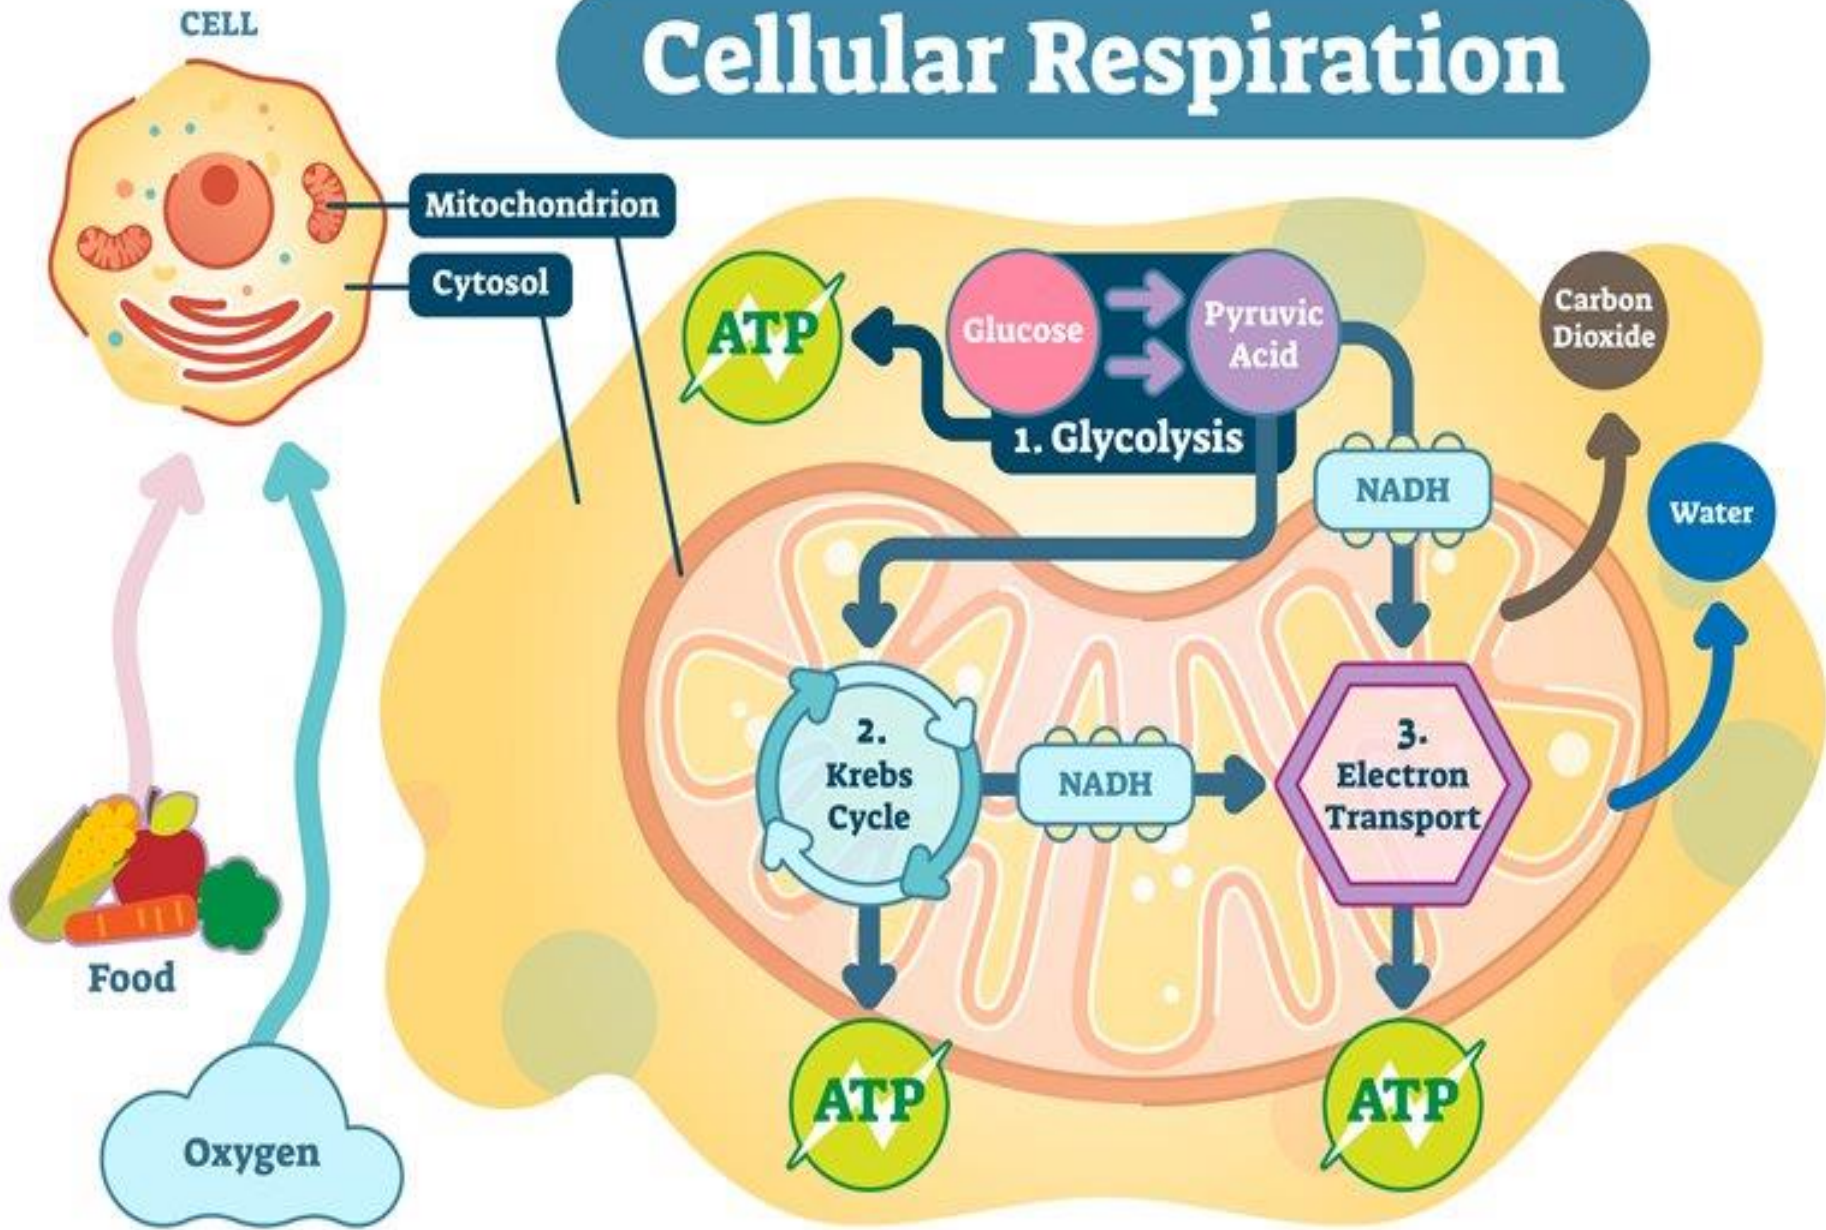 CELL
Cellular Respiration
Mitochondrion
Cytosol
ATP
Glucose
Pyruvic
Acid
1. Glycolysis
Carbon
Dioxide
NADH
Water
2.
Krebs
Cycle
NADH
3.
Electron
Transport
Food
Oxygen
ATP
ATP